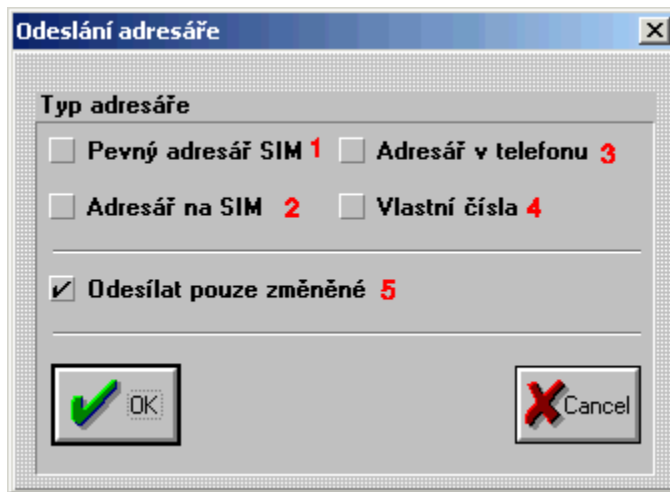 Odeslání adresáře
Typ adresáře
Pevný adresář SIM 1 Adresář v telefonu 3
Adresář na SIM 2 Vlastní čísla 4
Odesílat pouze změněné 5
OK Cancel